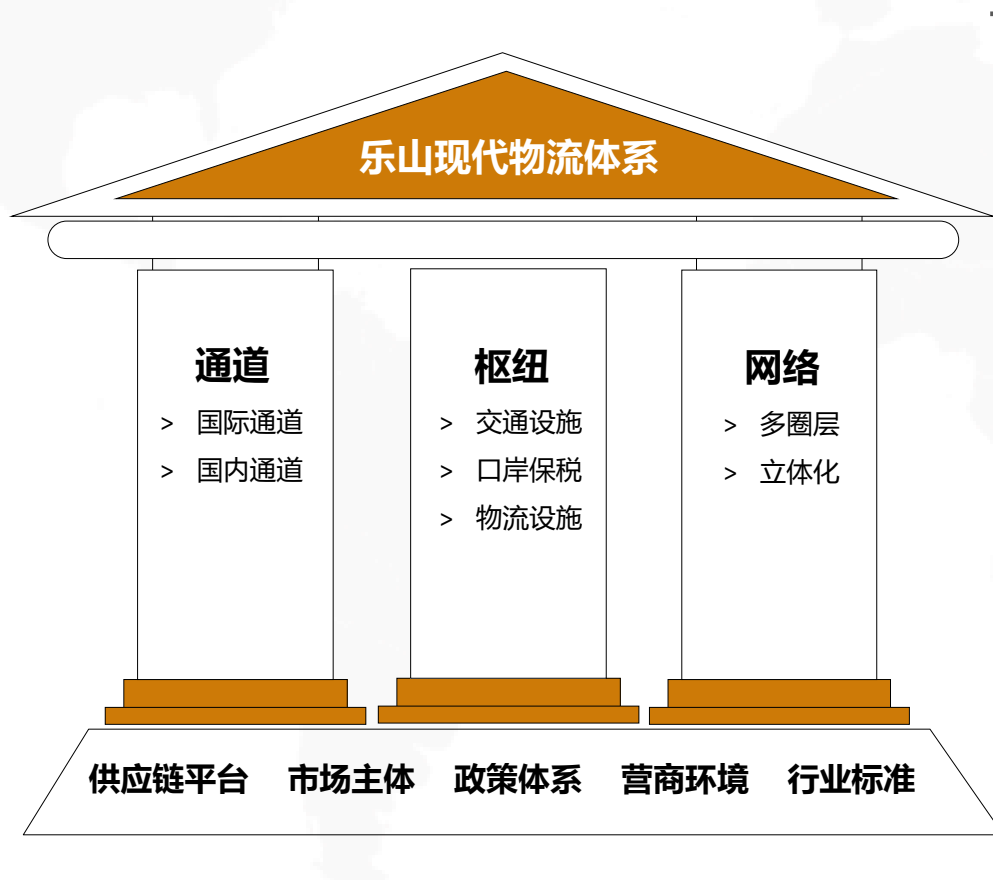 乐山现代物流体系
通道
> 国际通道
> 国内通道
枢纽
> 交通设施
> 口岸保税
> 物流设施
网络
> 多圈层
> 立体化
供应链平台 市场主体 政策体系 营商环境 行业标准